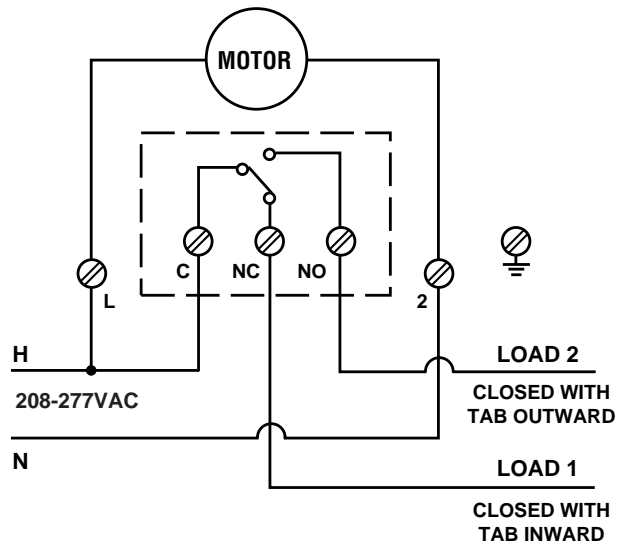 MOTOR
C NC NO
L 2
H LOAD 2
208-277VAC
CLOSED WITH
TAB OUTWARD
N LOAD 1
CLOSED WITH
TAB INWARD